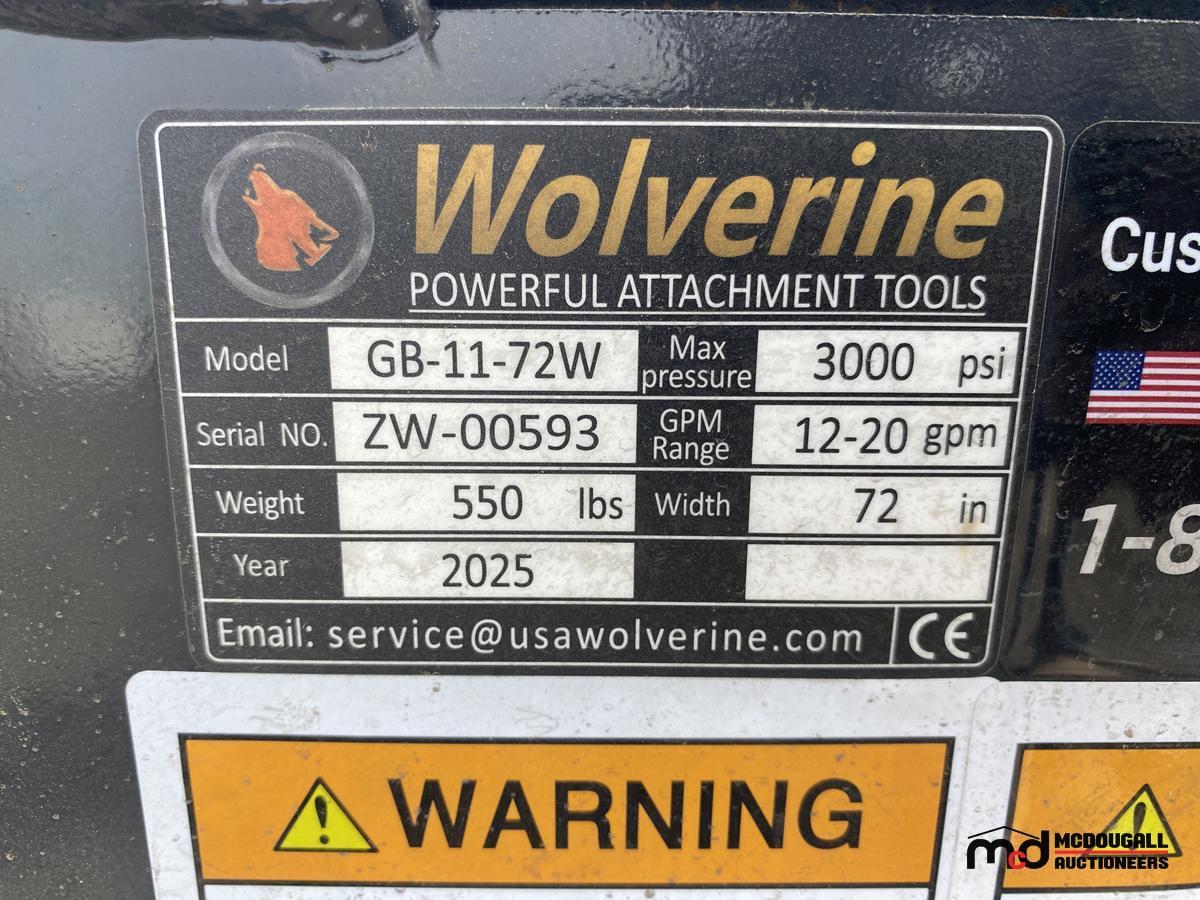 Wolverine
POWERFUL ATTACHMENT TOOLS
Model GB-11-72W Max pressure 3000 psi
Serial NO. ZW-00593 GPM Range 12-20 gpm
Weight 550 lbs Width 72 in
Year 2025
Email: service@usawolverine.com CE
WARNING
Cus
1-8
mcd MCDOUGALL
AUCTIONEERS